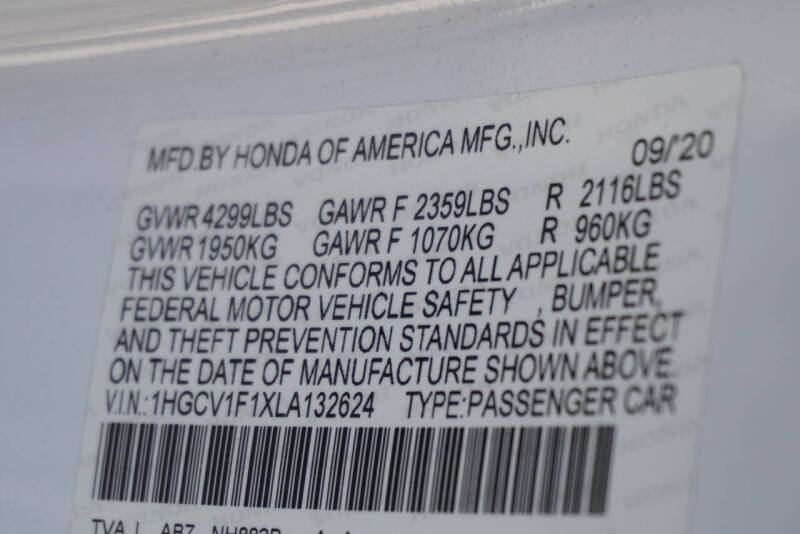 MFD.BY HONDA OF AMERICA MFG.,INC. 09/'20
GVWR 4299LBS GAWR F 2359LBS R 2116LBS
GVWR 1950KG GAWR F 1070KG R 960KG
THIS VEHICLE CONFORMS TO ALL APPLICABLE
FEDERAL MOTOR VEHICLE SAFETY , BUMPER,
AND THEFT PREVENTION STANDARDS IN EFFECT
ON THE DATE OF MANUFACTURE SHOWN ABOVE.
V.I.N.:1HGCV1F1XLA132624 TYPE:PASSENGER CAR